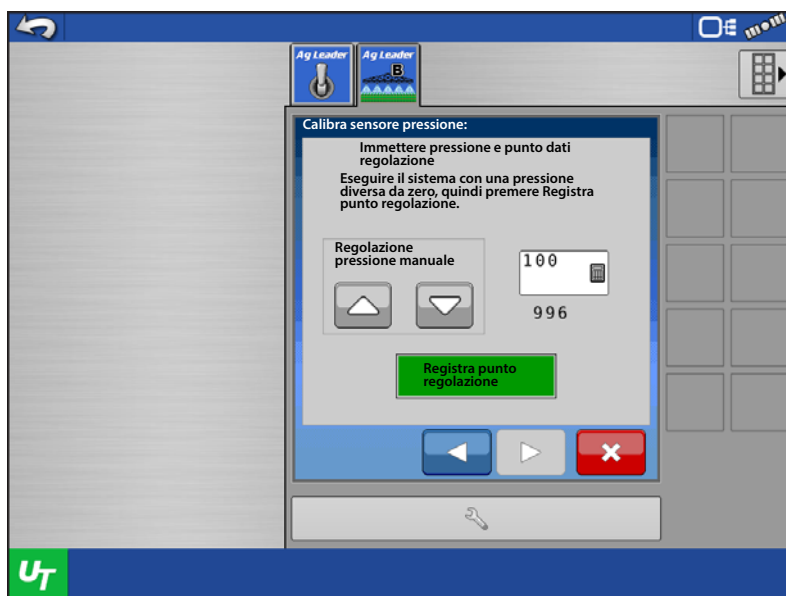 Ag Leader
Ag Leader
B
Calibra sensore pressione:
Immettere pressione e punto dati
regolazione
Eseguire il sistema con una pressione
diversa da zero, quindi premere Registra
punto regolazione.
Regolazione
pressione manuale
100
996
Registra punto
regolazione
UT